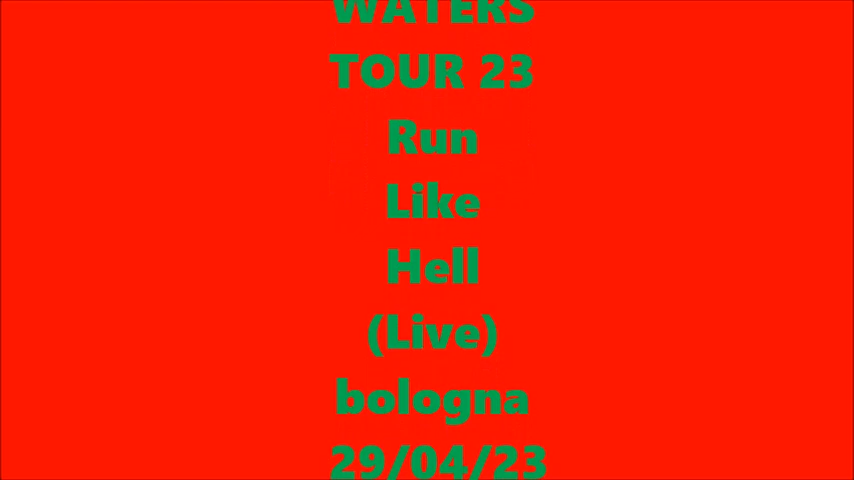 WATERS
TOUR 23
Run
Like
Hell
(Live)
bologna
29/04/23